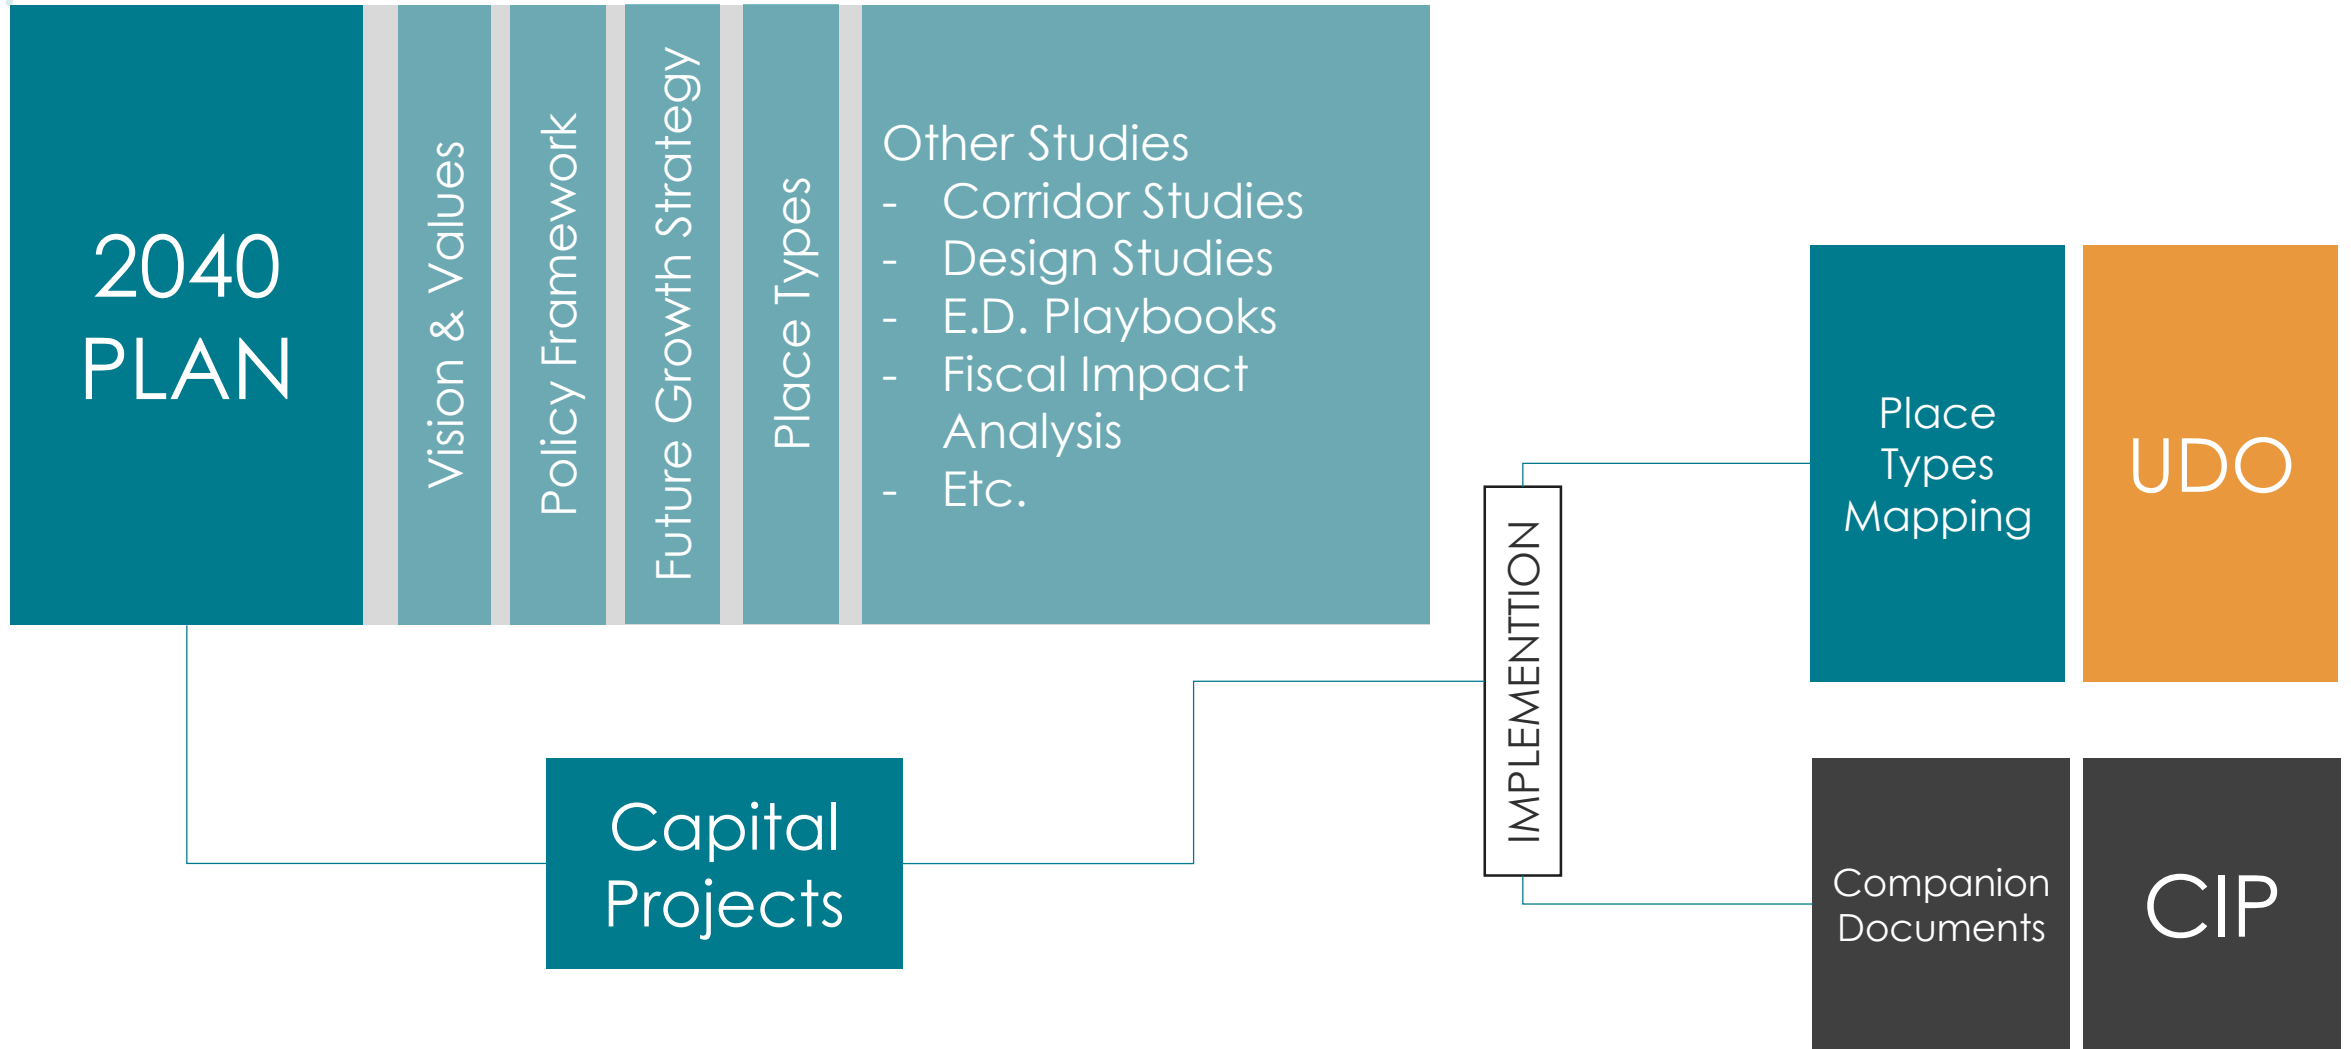 2040
PLAN
Vision & Values
Policy Framework
Future Growth Strategy
Place Types
Other Studies
- Corridor Studies
- Design Studies
- E.D. Playbooks
- Fiscal Impact
Analysis
- Etc.
Capital
Projects
IMPLEMENTTION
Place
Types
Mapping
UDO
Companion
Documents
CIP